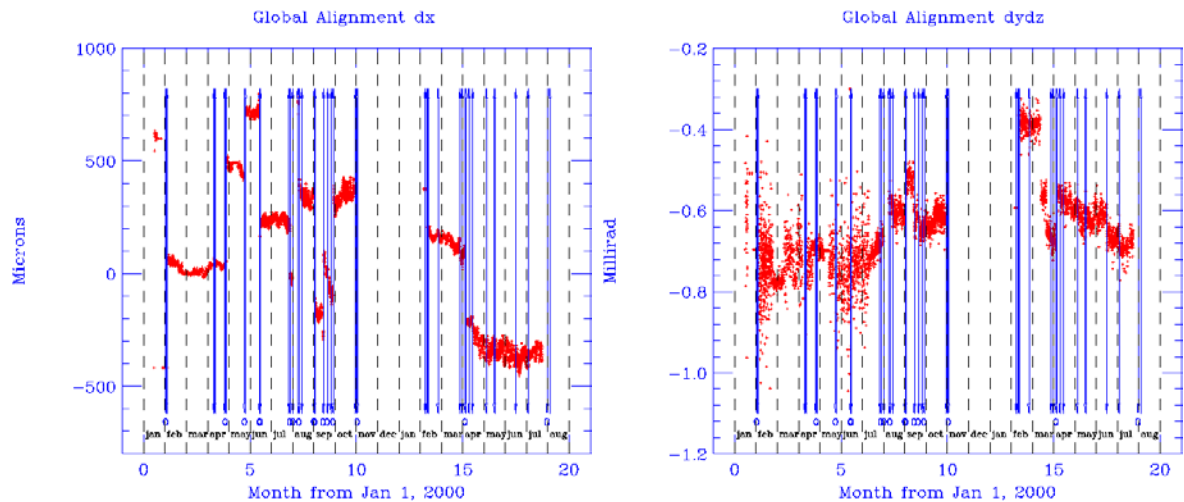 Global Alignment dx
1000
500
0
−500
Microns
jan feb mar apr may jun jul aug sep oct nov dec jan feb mar apr may jun jul aug
0 5 10 15 20
Month from Jan 1, 2000
Global Alignment dydz
−0.2
−0.4
−0.6
−0.8
−1.0
−1.2
Millirad
jan feb mar apr may jun jul aug sep oct nov dec jan feb mar apr may jun jul aug
0 5 10 15 20
Month from Jan 1, 2000